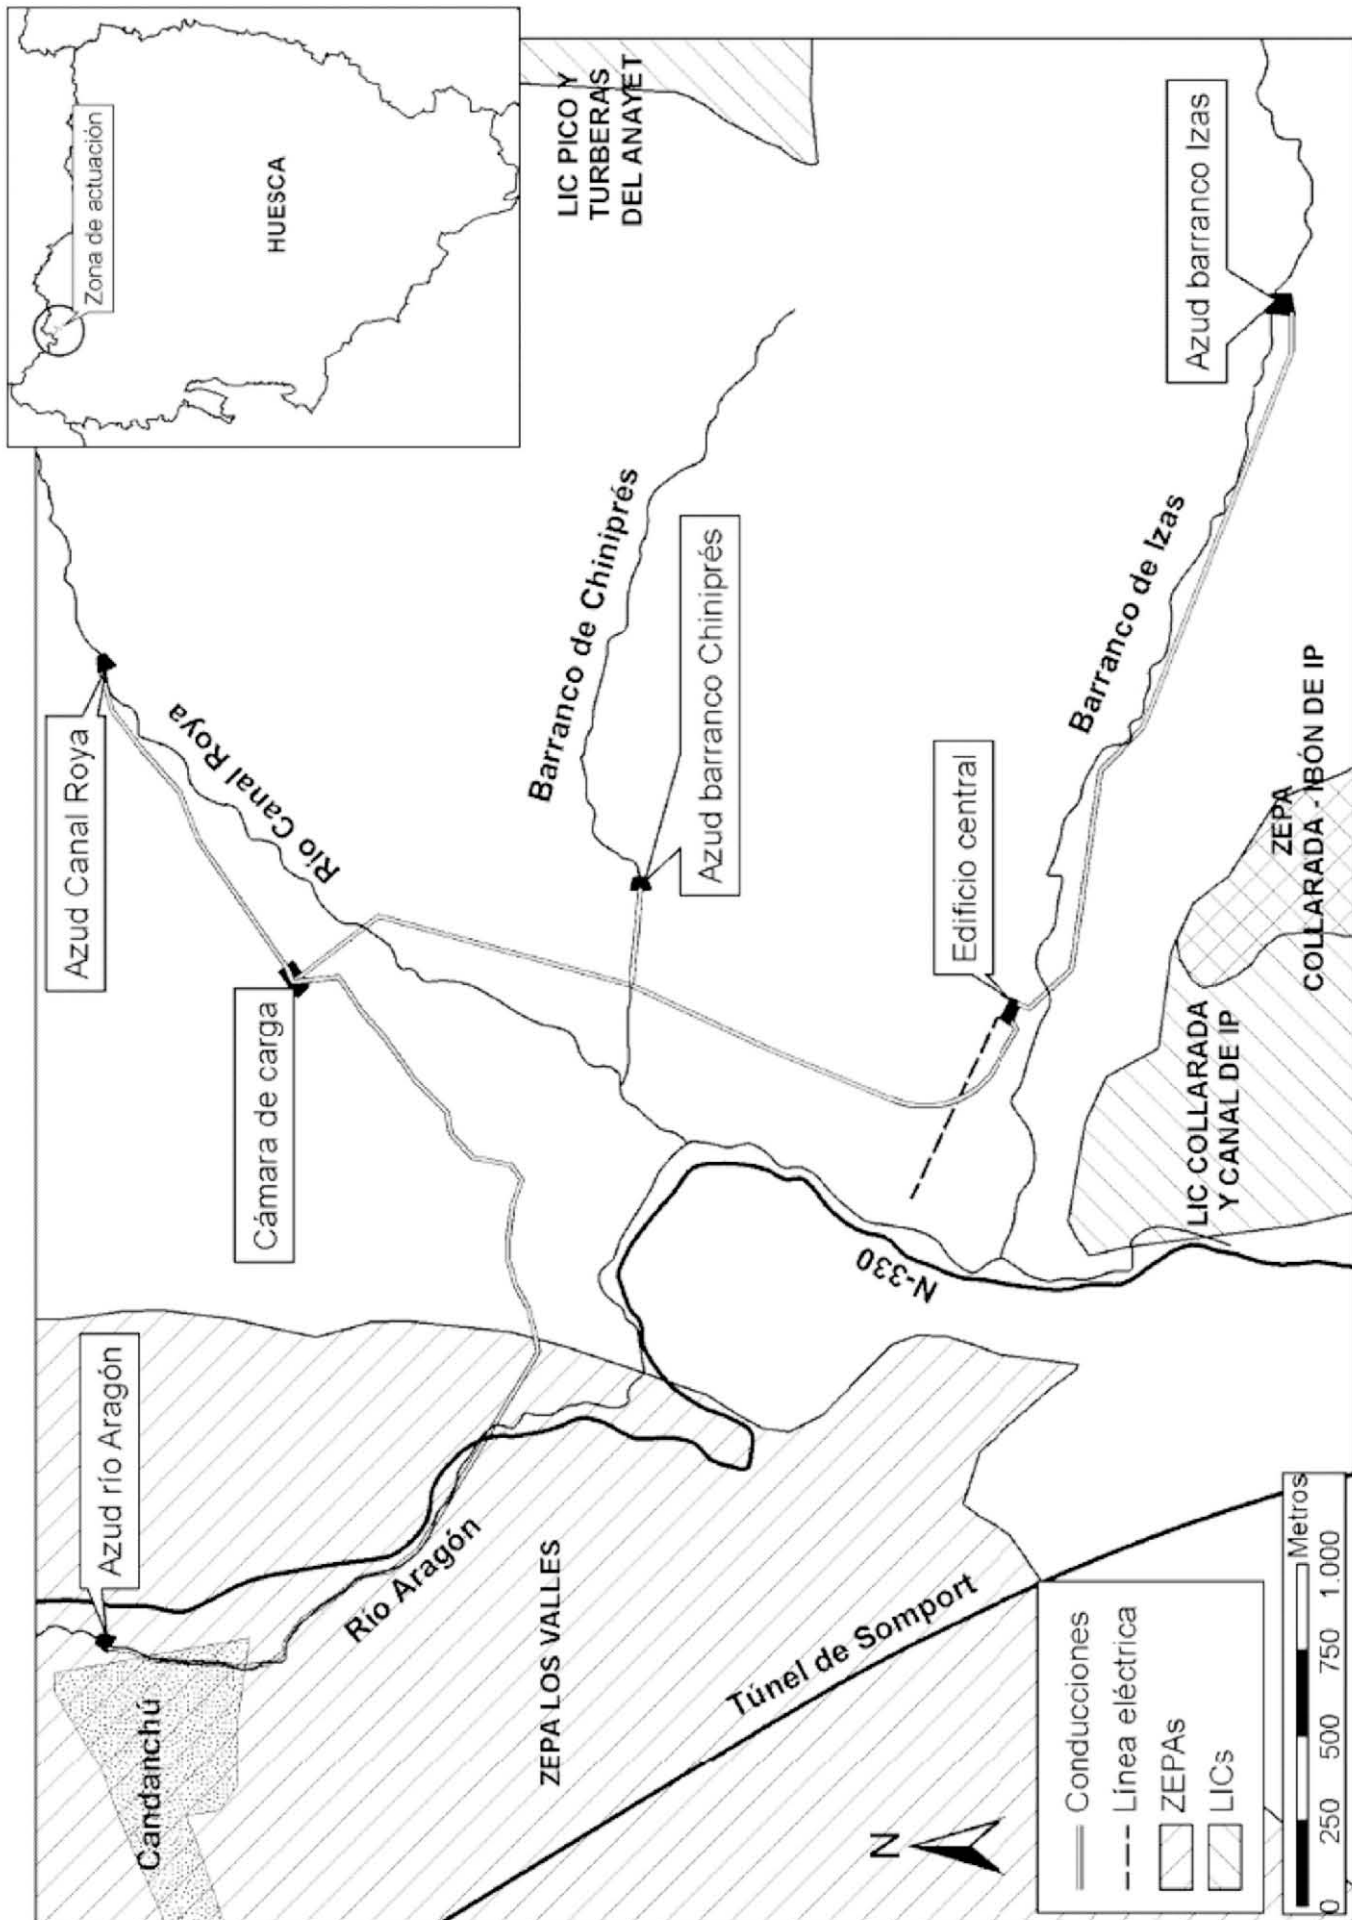 Candanchú
Azud río Aragón
Río Aragón
ZEPA LOS VALLES
Túnel de Somport
N
Conducciones
Línea eléctrica
ZEPAs
LICs
0 250 500 750 1.000 Metros
Cámara de carga
Azud Canal Roya
Río Canal Roya
N-330
Barranco de Chiniprés
Azud barranco Chiniprés
Edificio central
LIC COLLARADA
Y CANAL DE IP
Barranco de Izas
ZEPA
COLLARADA - IBÓN DE IP
Zona de actuación
HUESCA
LIC PICO Y
TURBERAS
DEL ANAYET
Azud barranco Izas